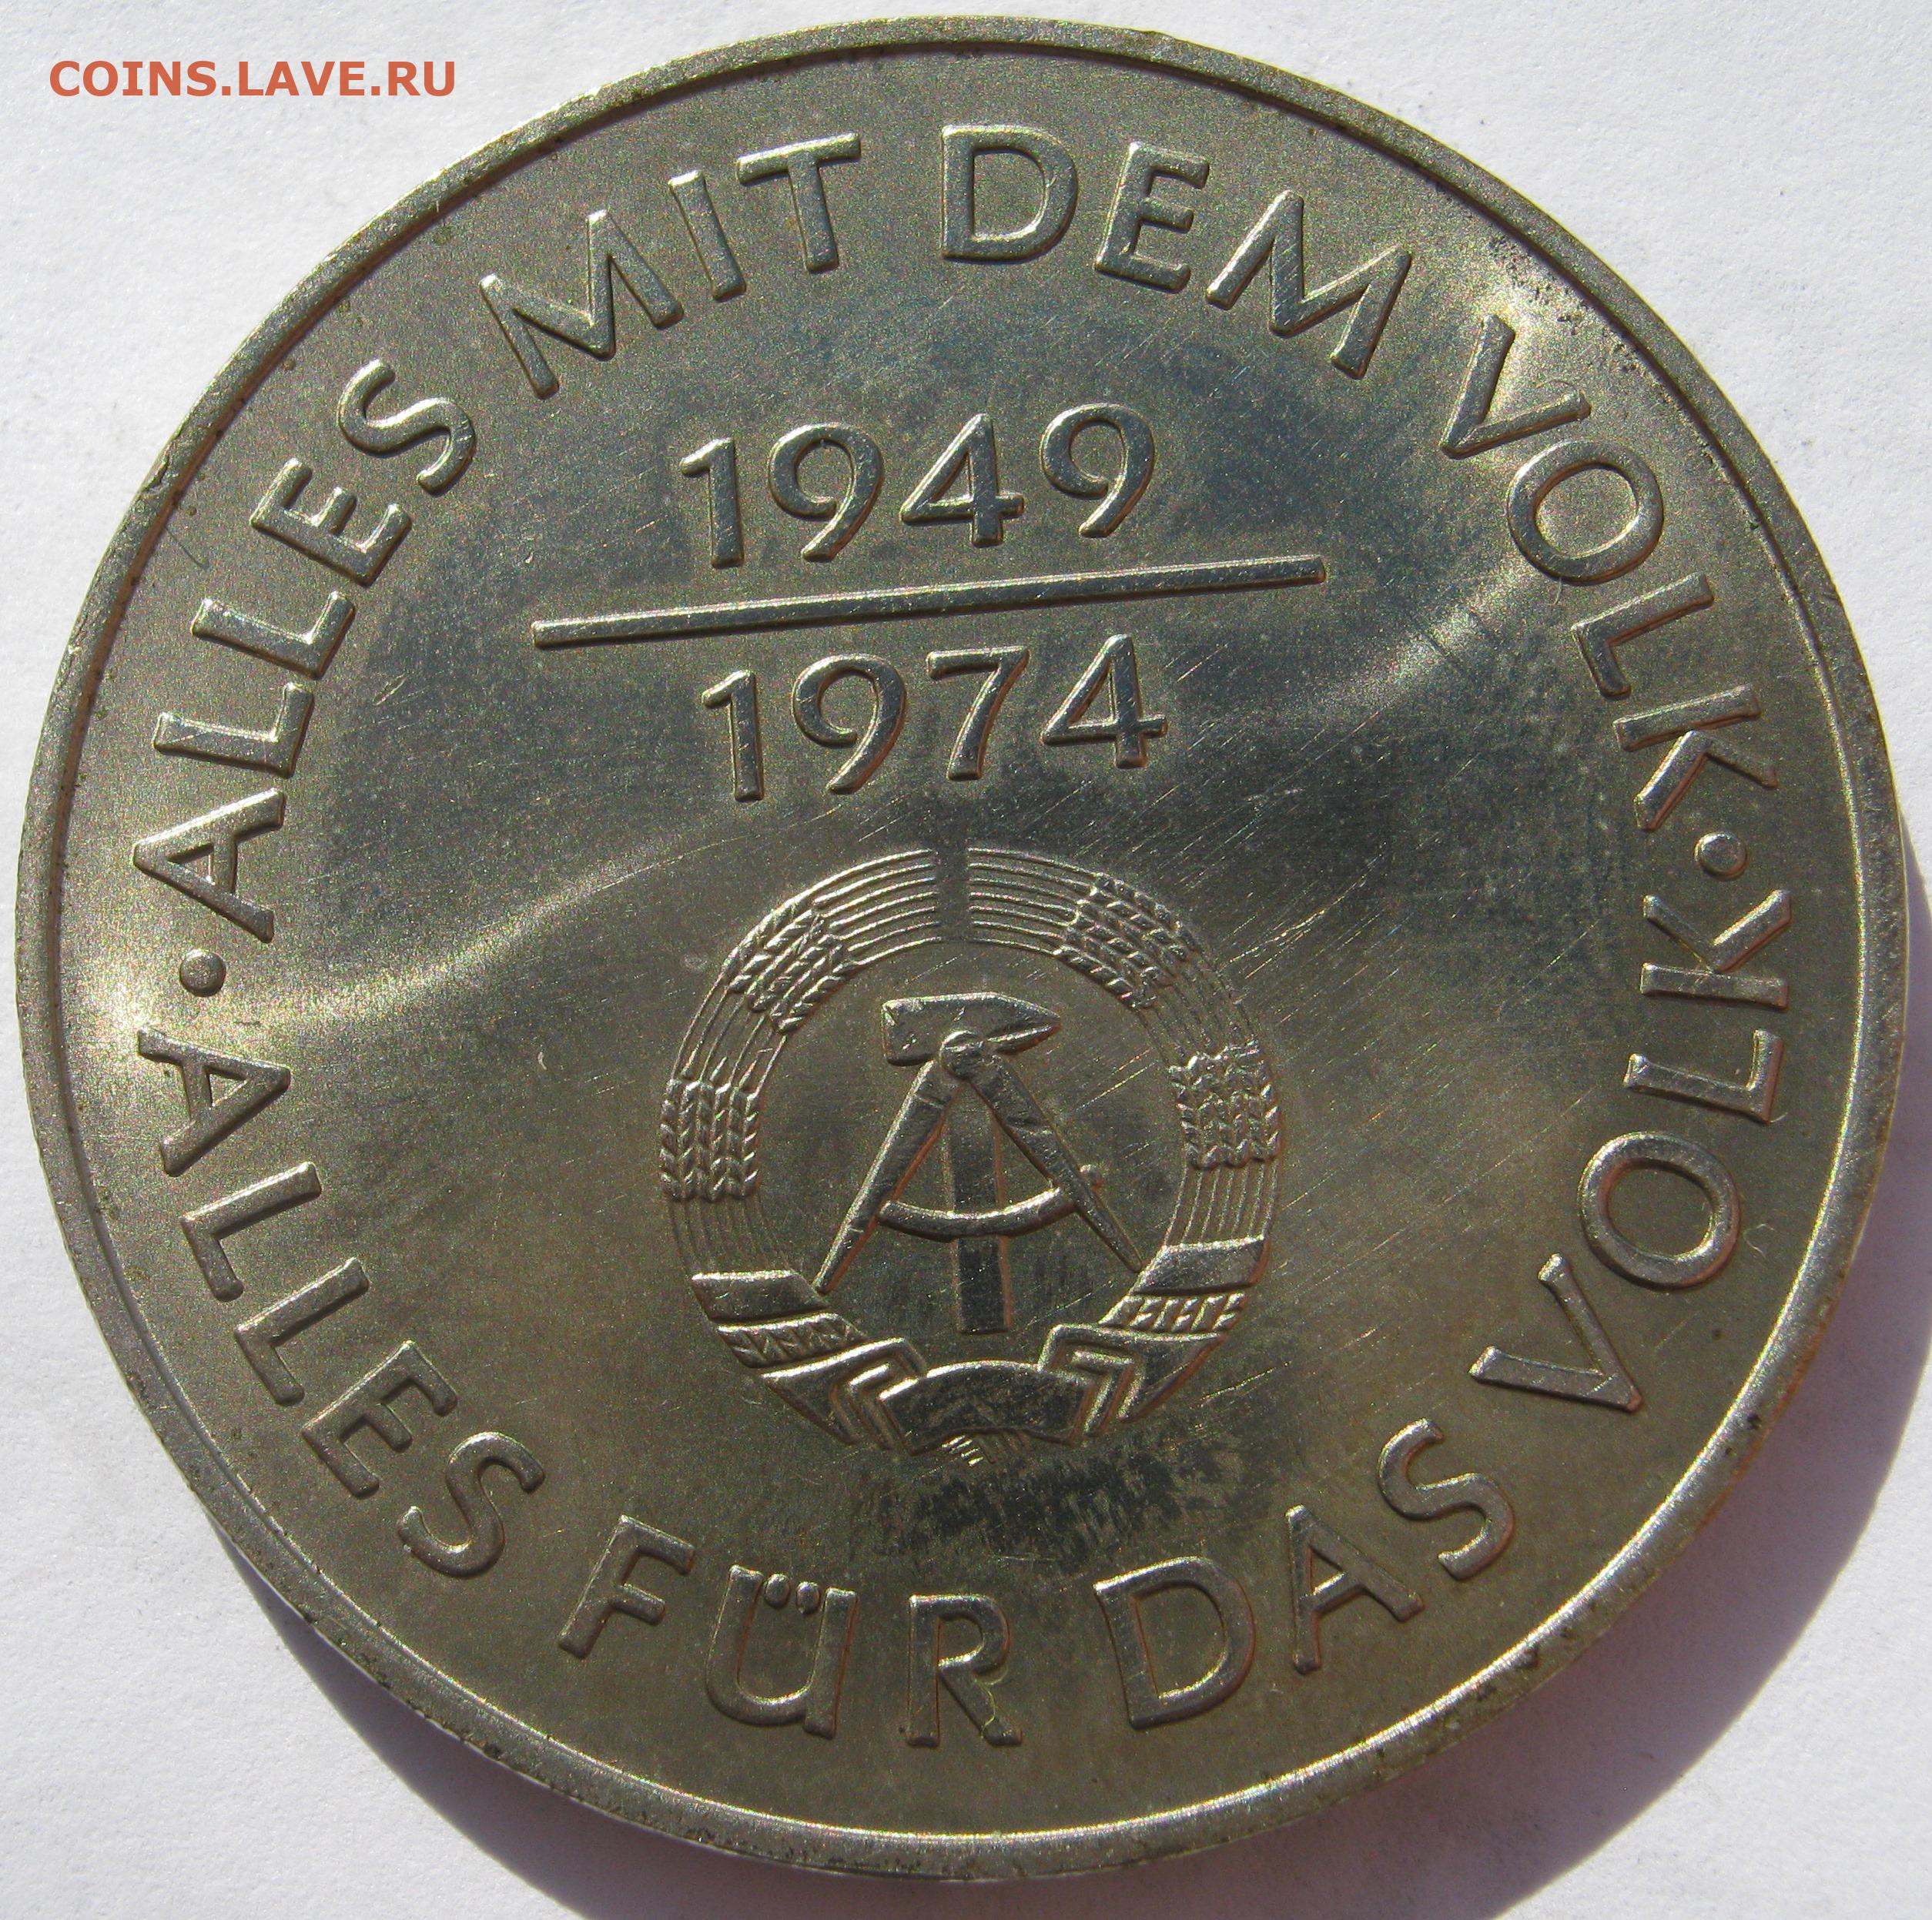 COINS.LAVE.RU
ALLES MIT DEM VOLK · ALLES FÜR DAS VOLK ·
1949
1974